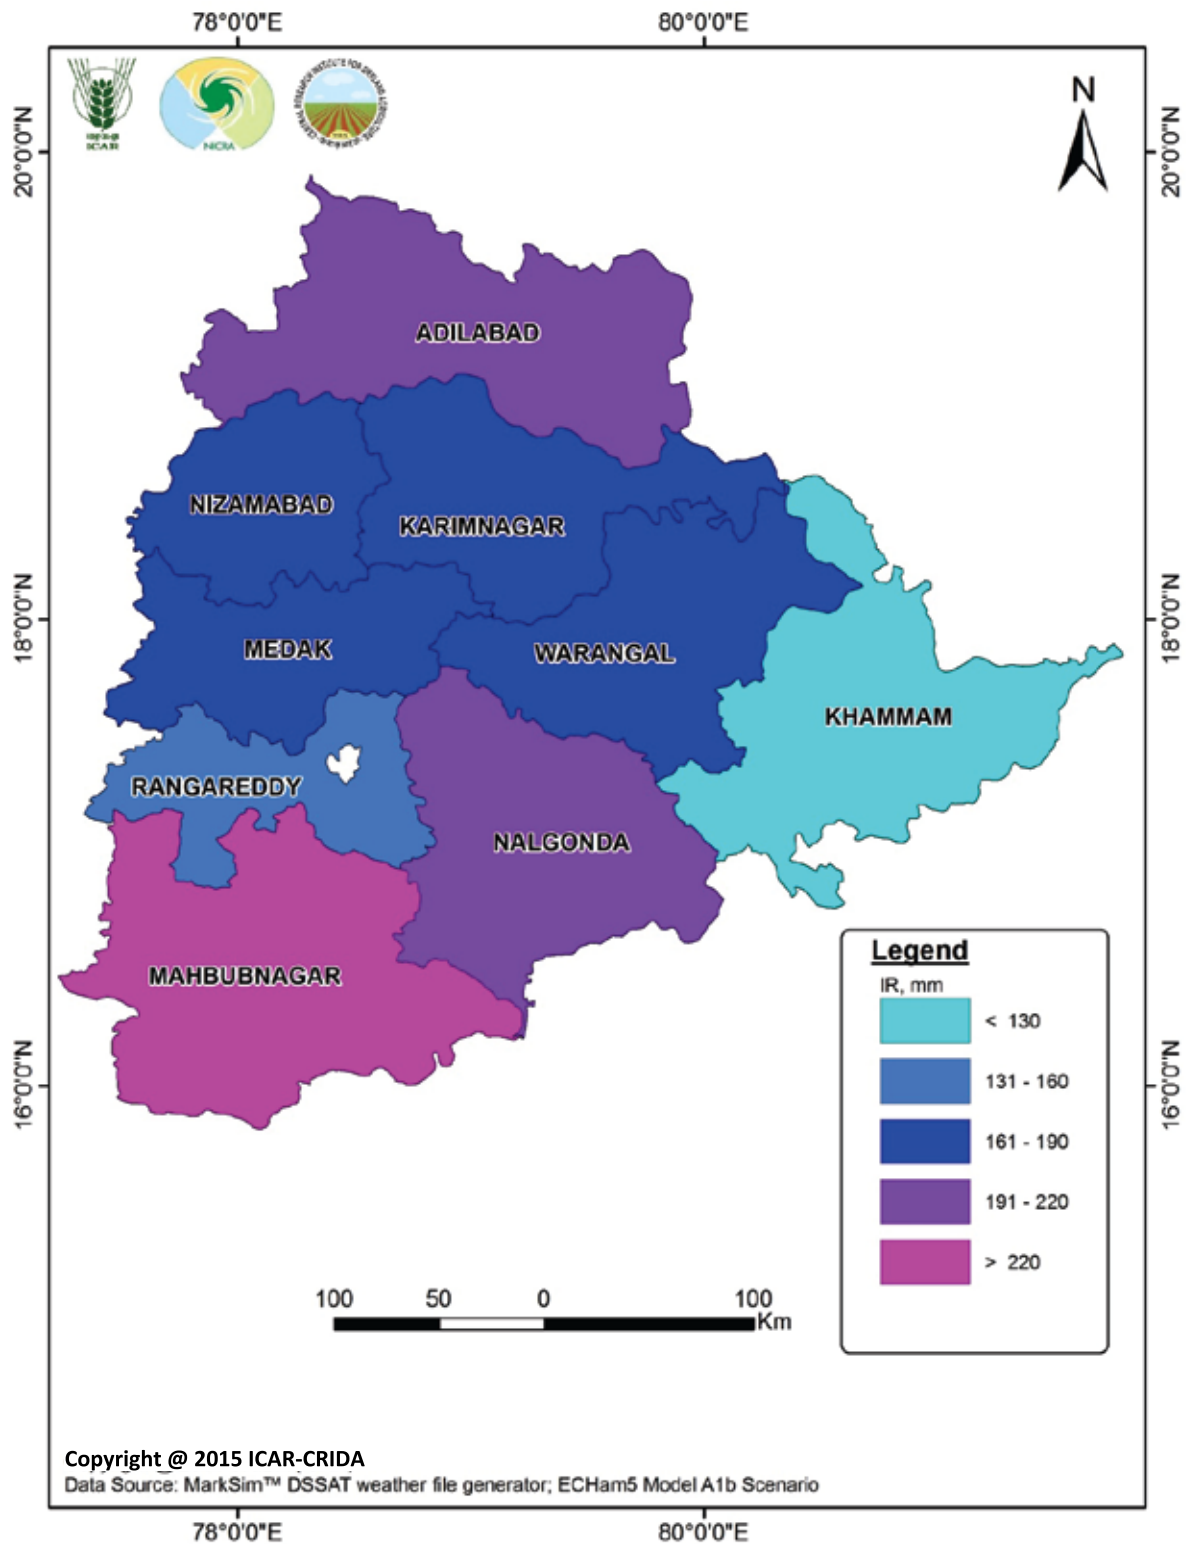 78°0'0"E 80°0'0"E
20°0'0"N 20°0'0"N
N
ICAR
NICRA
ADILABAD
NIZAMABAD
KARIMNAGAR
18°0'0"N 18°0'0"N
MEDAK
WARANGAL
KHAMMAM
RANGAREDDY
NALGONDA
MAHBUBNAGAR
16°0'0"N 16°0'0"N
Legend
IR, mm
< 130
131 - 160
161 - 190
191 - 220
> 220
100 50 0 100
Km
Copyright @ 2015 ICAR-CRIDA
Data Source: MarkSim™ DSSAT weather file generator; ECHam5 Model A1b Scenario
78°0'0"E 80°0'0"E